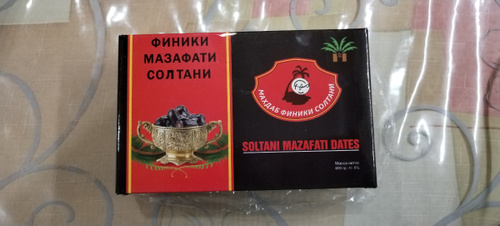 ФИНИКИ
МАЗАФАТИ
СОЛТАНИ
МАХДАБ ФИНИКИ СОЛТАНИ
SOLTANI MAZAFATI DATES